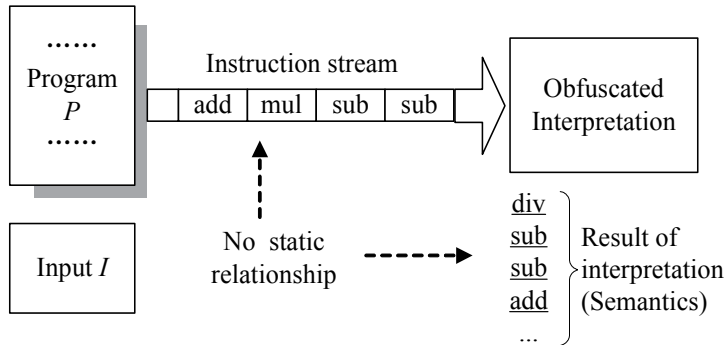 ……
Program
P
……
Instruction stream
add mul sub sub
Obfuscated
Interpretation
Input I
No static
relationship
div
sub
sub
add
...
Result of
interpretation
(Semantics)